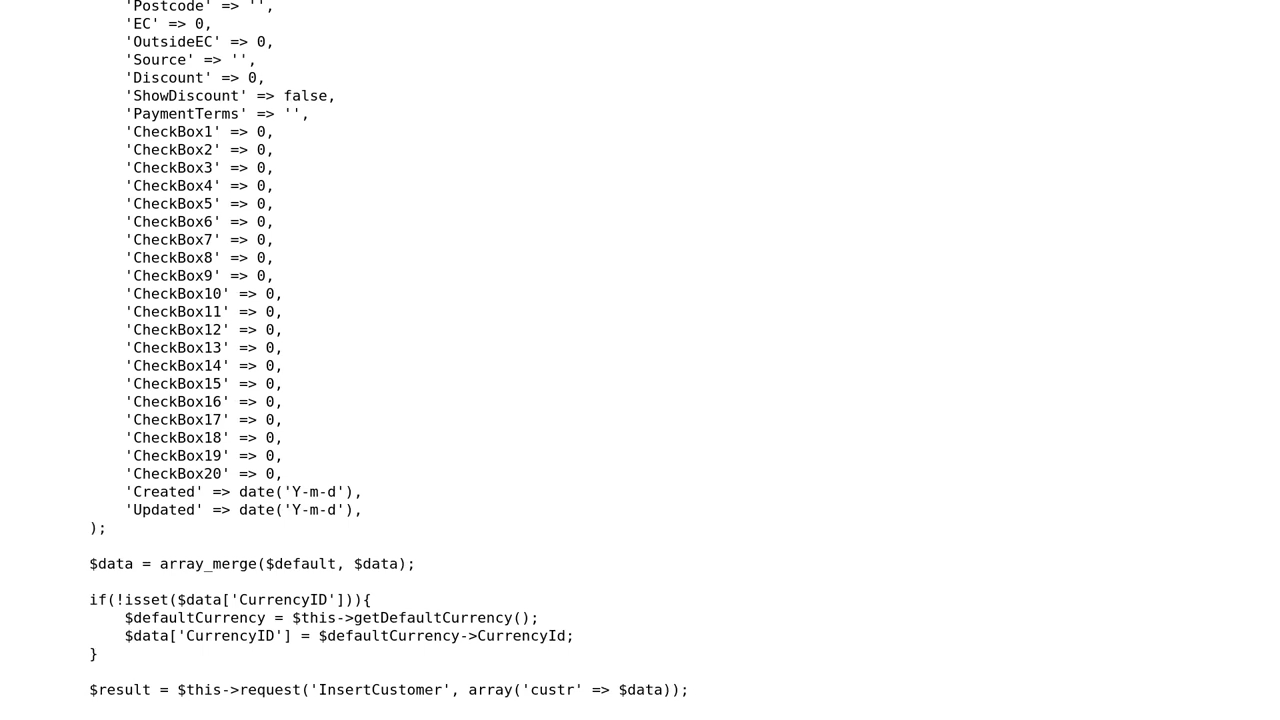 'Postcode' => '',
'EC' => 0,
'OutsideEC' => 0,
'Source' => '',
'Discount' => 0,
'ShowDiscount' => false,
'PaymentTerms' => '',
'CheckBox1' => 0,
'CheckBox2' => 0,
'CheckBox3' => 0,
'CheckBox4' => 0,
'CheckBox5' => 0,
'CheckBox6' => 0,
'CheckBox7' => 0,
'CheckBox8' => 0,
'CheckBox9' => 0,
'CheckBox10' => 0,
'CheckBox11' => 0,
'CheckBox12' => 0,
'CheckBox13' => 0,
'CheckBox14' => 0,
'CheckBox15' => 0,
'CheckBox16' => 0,
'CheckBox17' => 0,
'CheckBox18' => 0,
'CheckBox19' => 0,
'CheckBox20' => 0,
'Created' => date('Y-m-d'),
'Updated' => date('Y-m-d'),
);
$data = array_merge($default, $data);
if(!isset($data['CurrencyID'])){
$defaultCurrency = $this->getDefaultCurrency();
$data['CurrencyID'] = $defaultCurrency->CurrencyId;
}
$result = $this->request('InsertCustomer', array('custr' => $data));